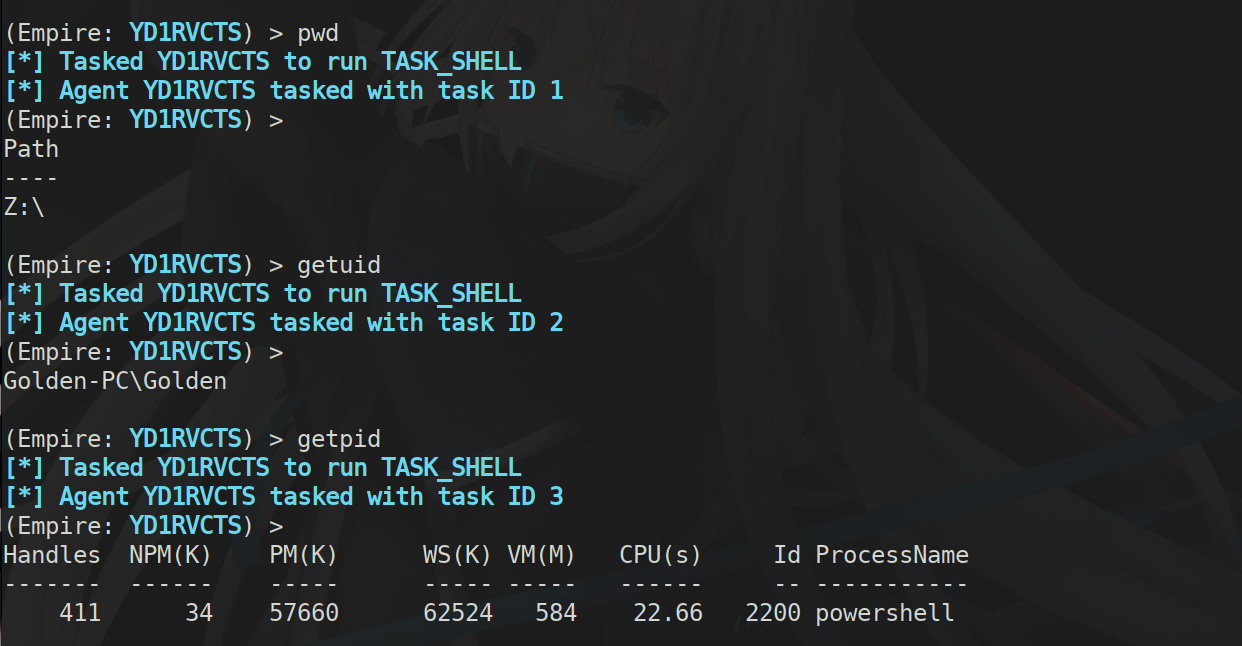 (Empire: YD1RVCTS) > pwd
[*] Tasked YD1RVCTS to run TASK_SHELL
[*] Agent YD1RVCTS tasked with task ID 1
(Empire: YD1RVCTS) >
Path
----
Z:\
(Empire: YD1RVCTS) > getuid
[*] Tasked YD1RVCTS to run TASK_SHELL
[*] Agent YD1RVCTS tasked with task ID 2
(Empire: YD1RVCTS) >
Golden-PC\Golden
(Empire: YD1RVCTS) > getpid
[*] Tasked YD1RVCTS to run TASK_SHELL
[*] Agent YD1RVCTS tasked with task ID 3
(Empire: YD1RVCTS) >
Handles  NPM(K)    PM(K)      WS(K) VM(M)   CPU(s)     Id ProcessName
-------  ------    -----      ----- -----   ------     -- -----------
    411      34    57660      62524   584    22.66   2200 powershell